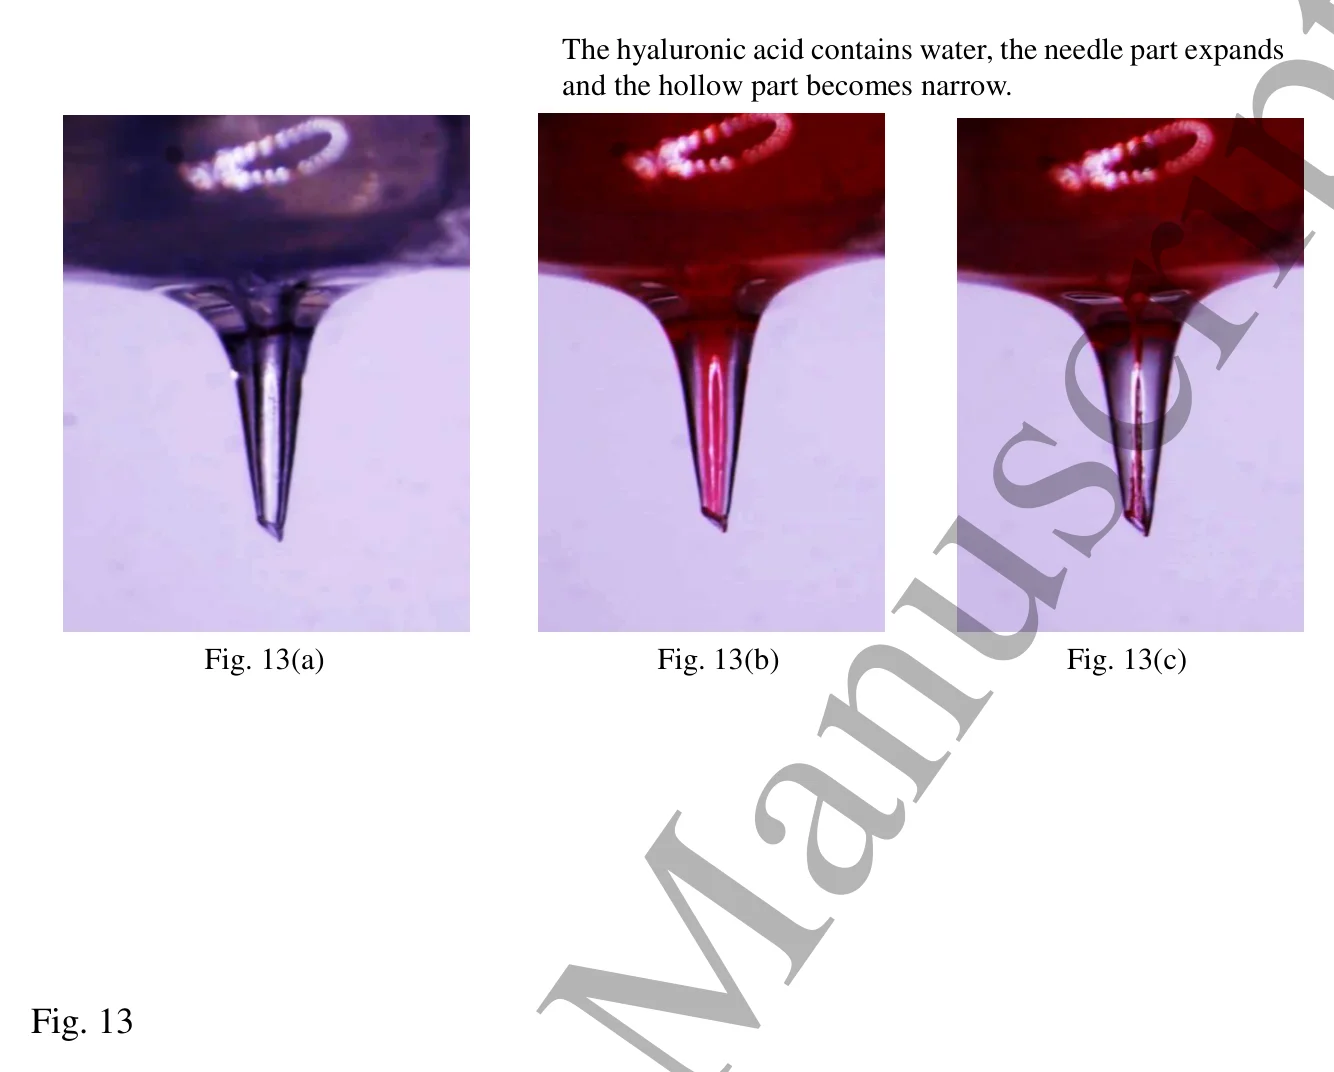 The hyaluronic acid contains water, the needle part expands
and the hollow part becomes narrow.
Fig. 13(a)
Fig. 13(b)
Fig. 13(c)
Manuscrip
Fig. 13